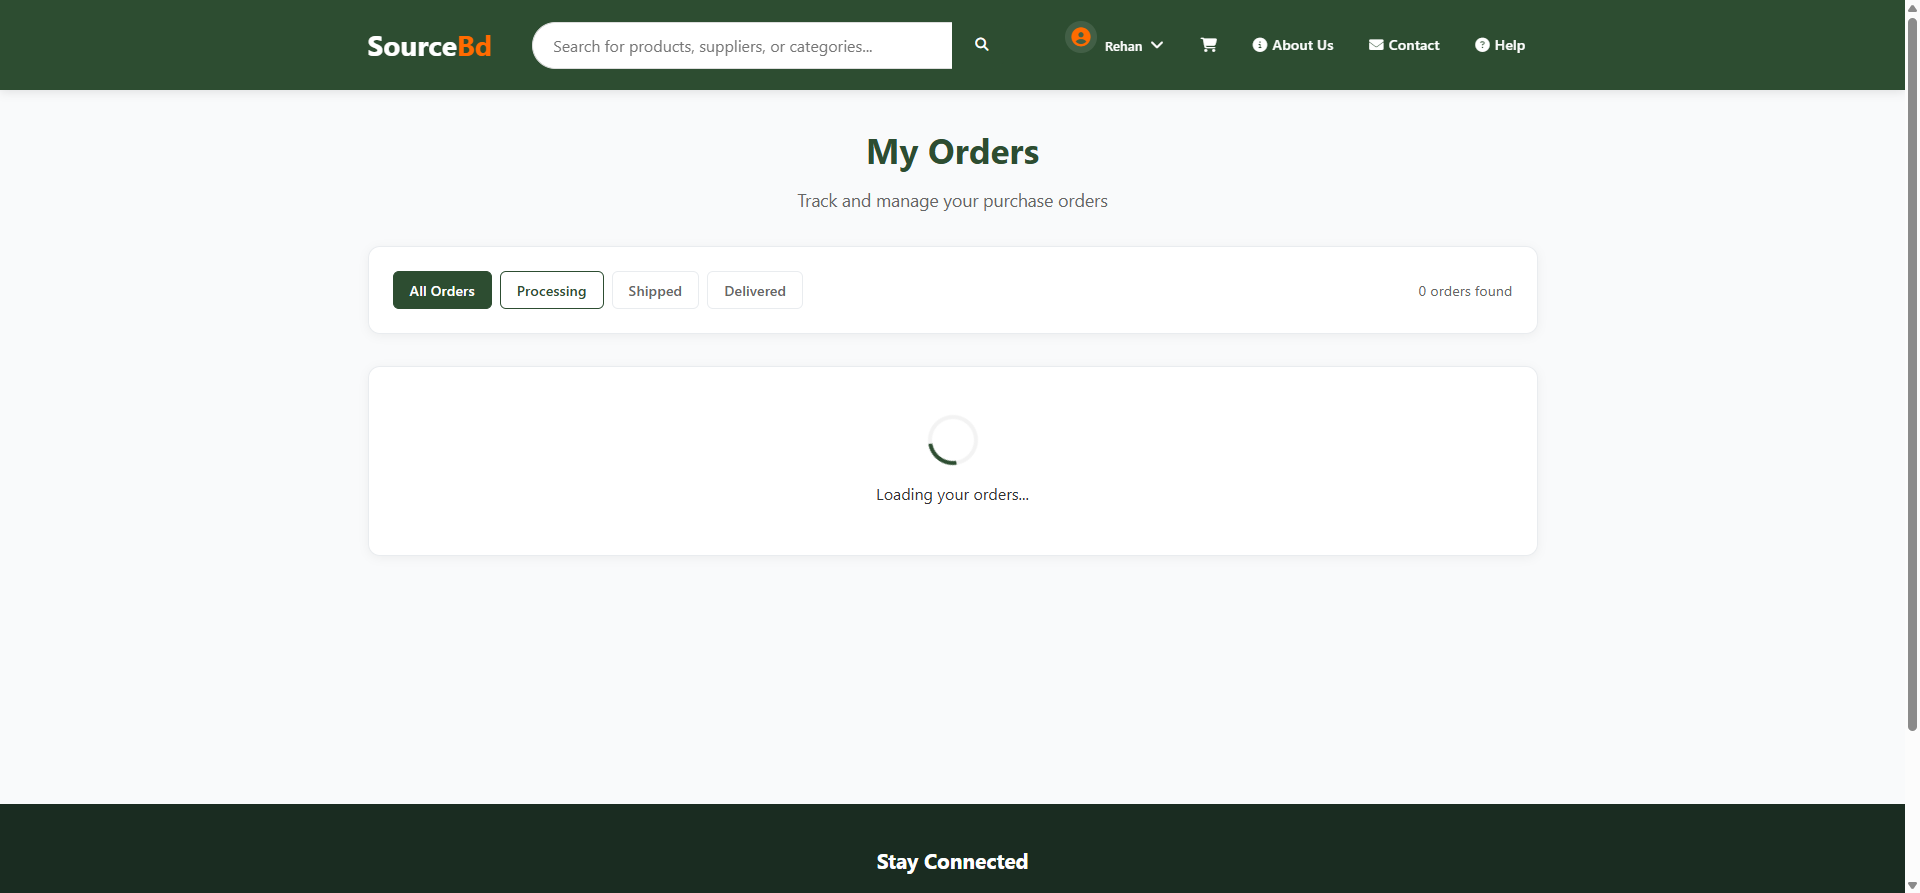 SourceBd
Search for products, suppliers, or categories...
Rehan
About Us
Contact
Help
My Orders
Track and manage your purchase orders
All Orders
Processing
Shipped
Delivered
0 orders found
Loading your orders...
Stay Connected